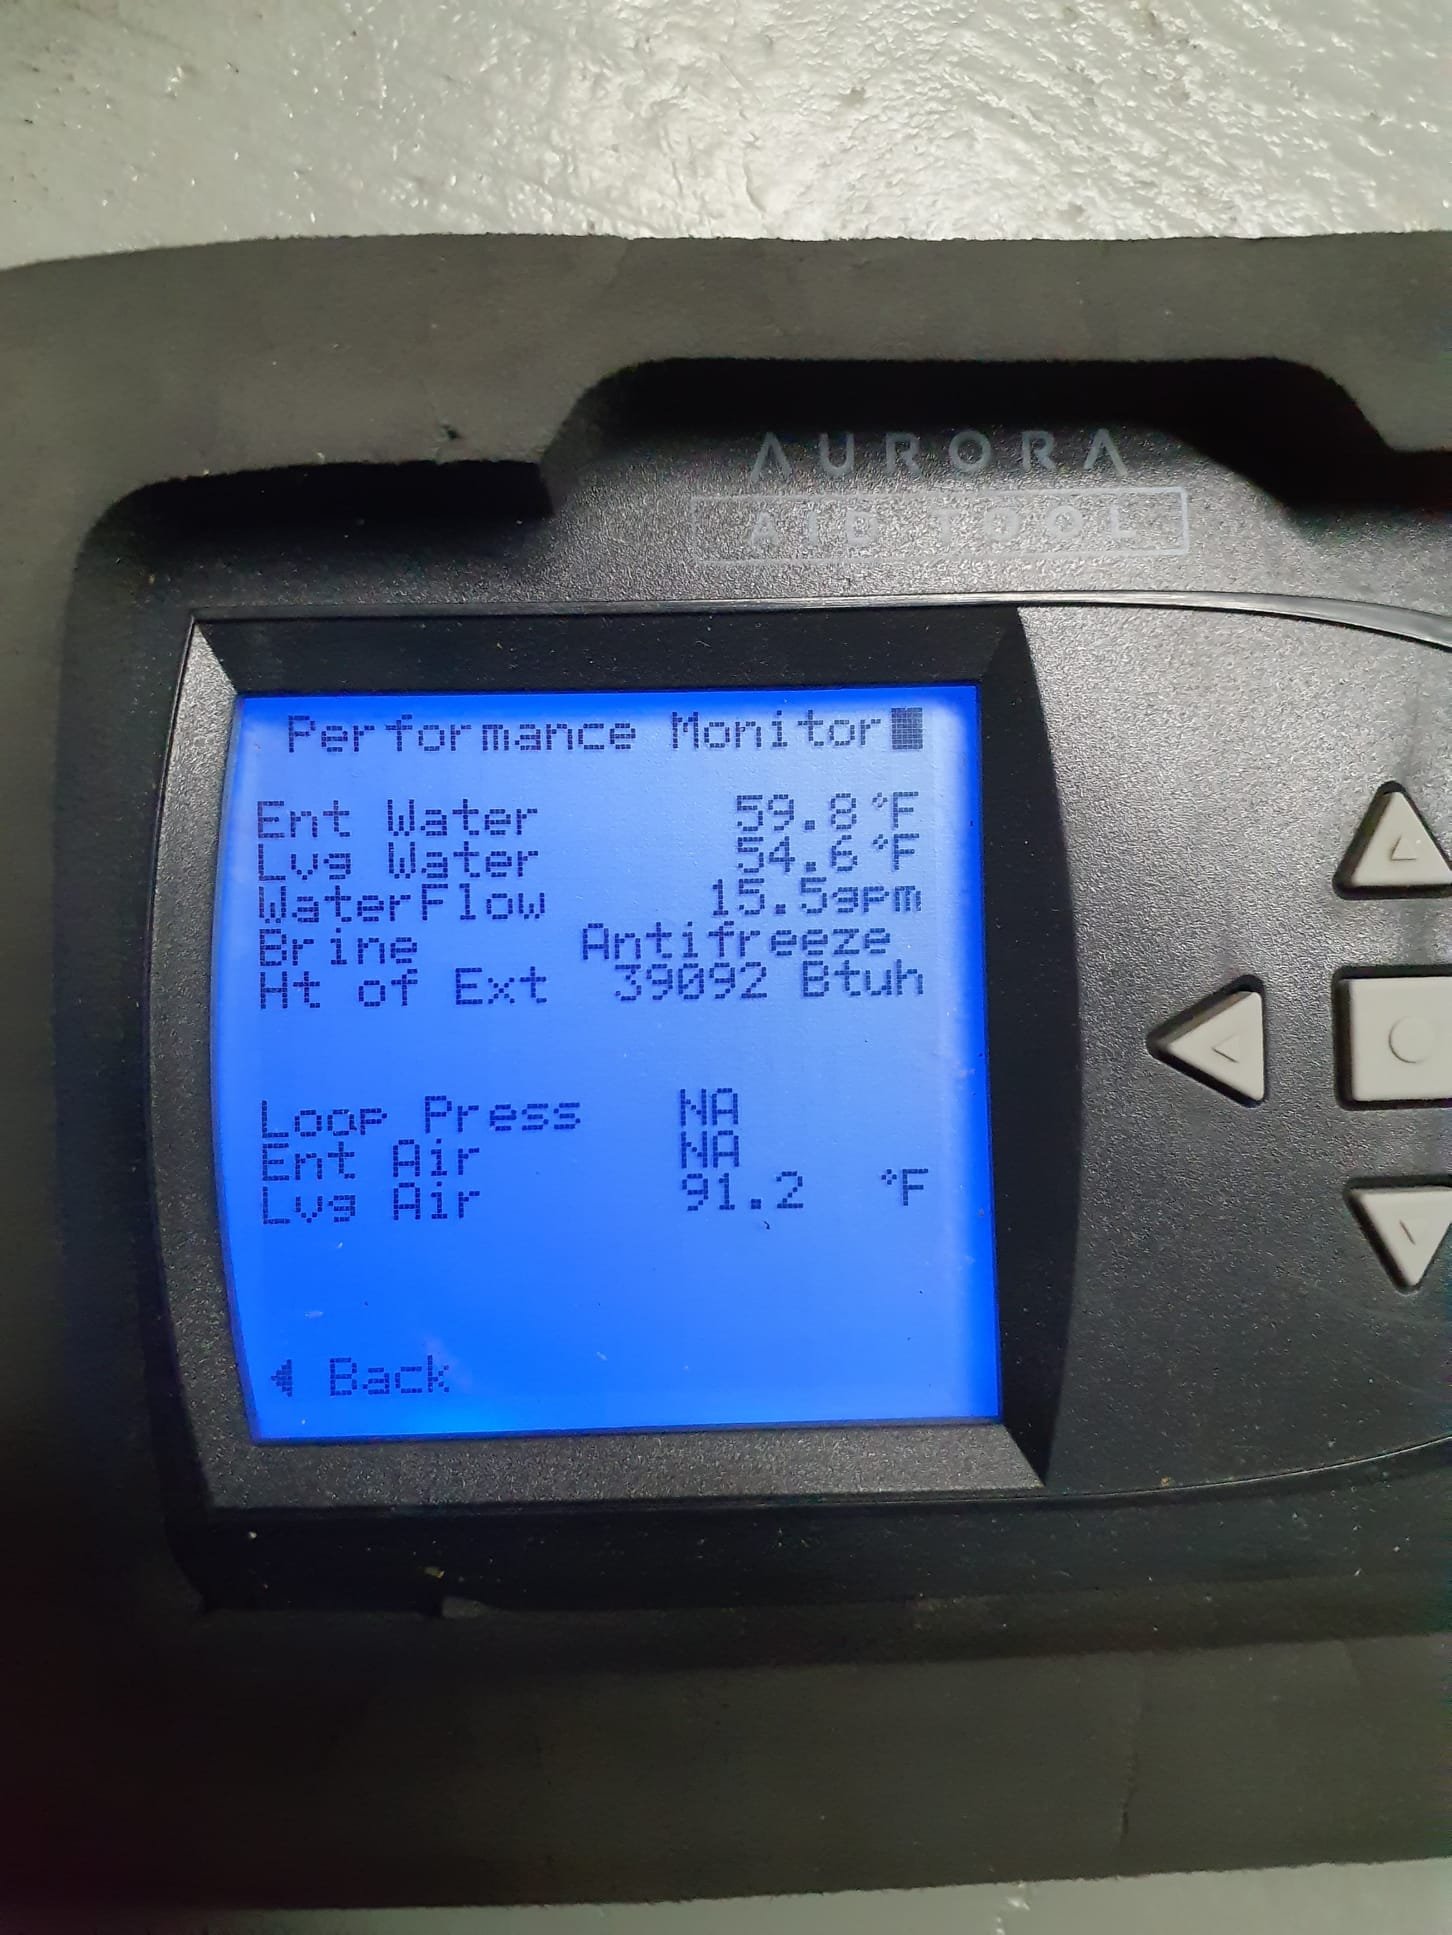 AURORA
AID TOOL
Performance Monitor
Ent Water 59.8°F
Lvg Water 54.6°F
WaterFlow 15.5gpm
Brine Antifreeze
Ht of Ext 39092 Btuh
Loop Press NA
Ent Air NA
Lvg Air 91.2 °F
Back